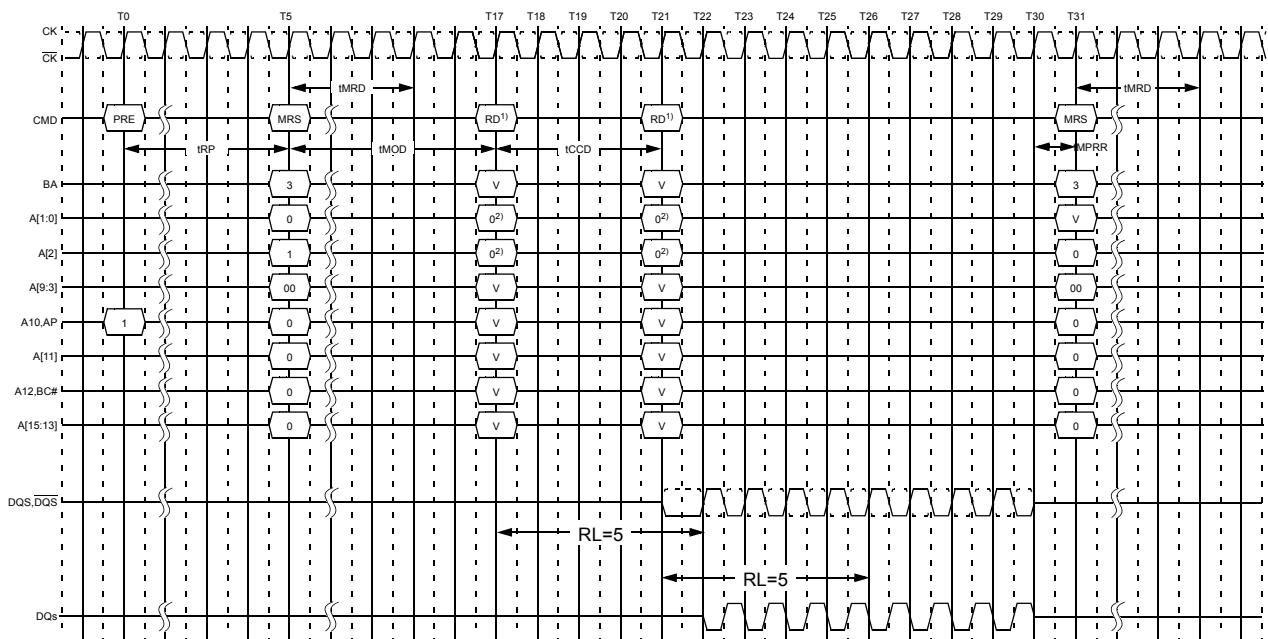 T0 T5 T17 T18 T19 T20 T21 T22 T23 T24 T25 T26 T27 T28 T29 T30 T31
CK
CK
tMRD tMRD
CMD PRE MRS RD1) RD1) MRS
tRP tMOD tCCD tMPRR
BA 3 V V 3
A[1:0] 0 02) 02) V
A[2] 1 02) 02) 0
A[9:3] 00 V V 00
A10,AP 1 0 V V 0
A[11] 0 V V 0
A12,BC# 0 V V 0
A[15:13] 0 V V 0
DQS,DQS
RL=5
RL=5
DQs